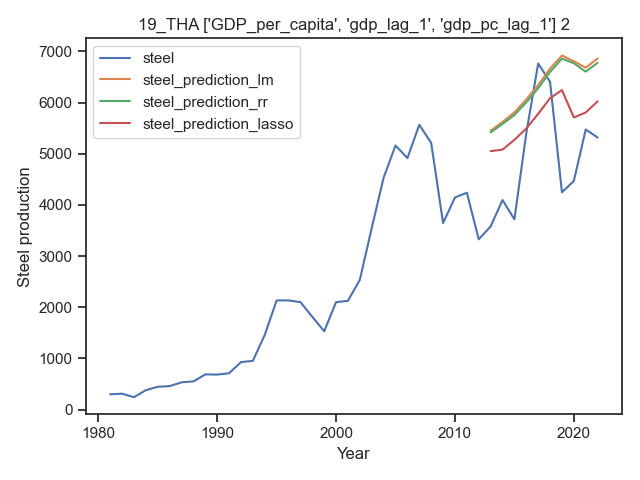 19_THA ['GDP_per_capita', 'gdp_lag_1', 'gdp_pc_lag_1'] 2
steel
steel_prediction_lm
steel_prediction_rr
steel_prediction_lasso
Steel production
7000
6000
5000
4000
3000
2000
1000
0
1980 1990 2000 2010 2020
Year